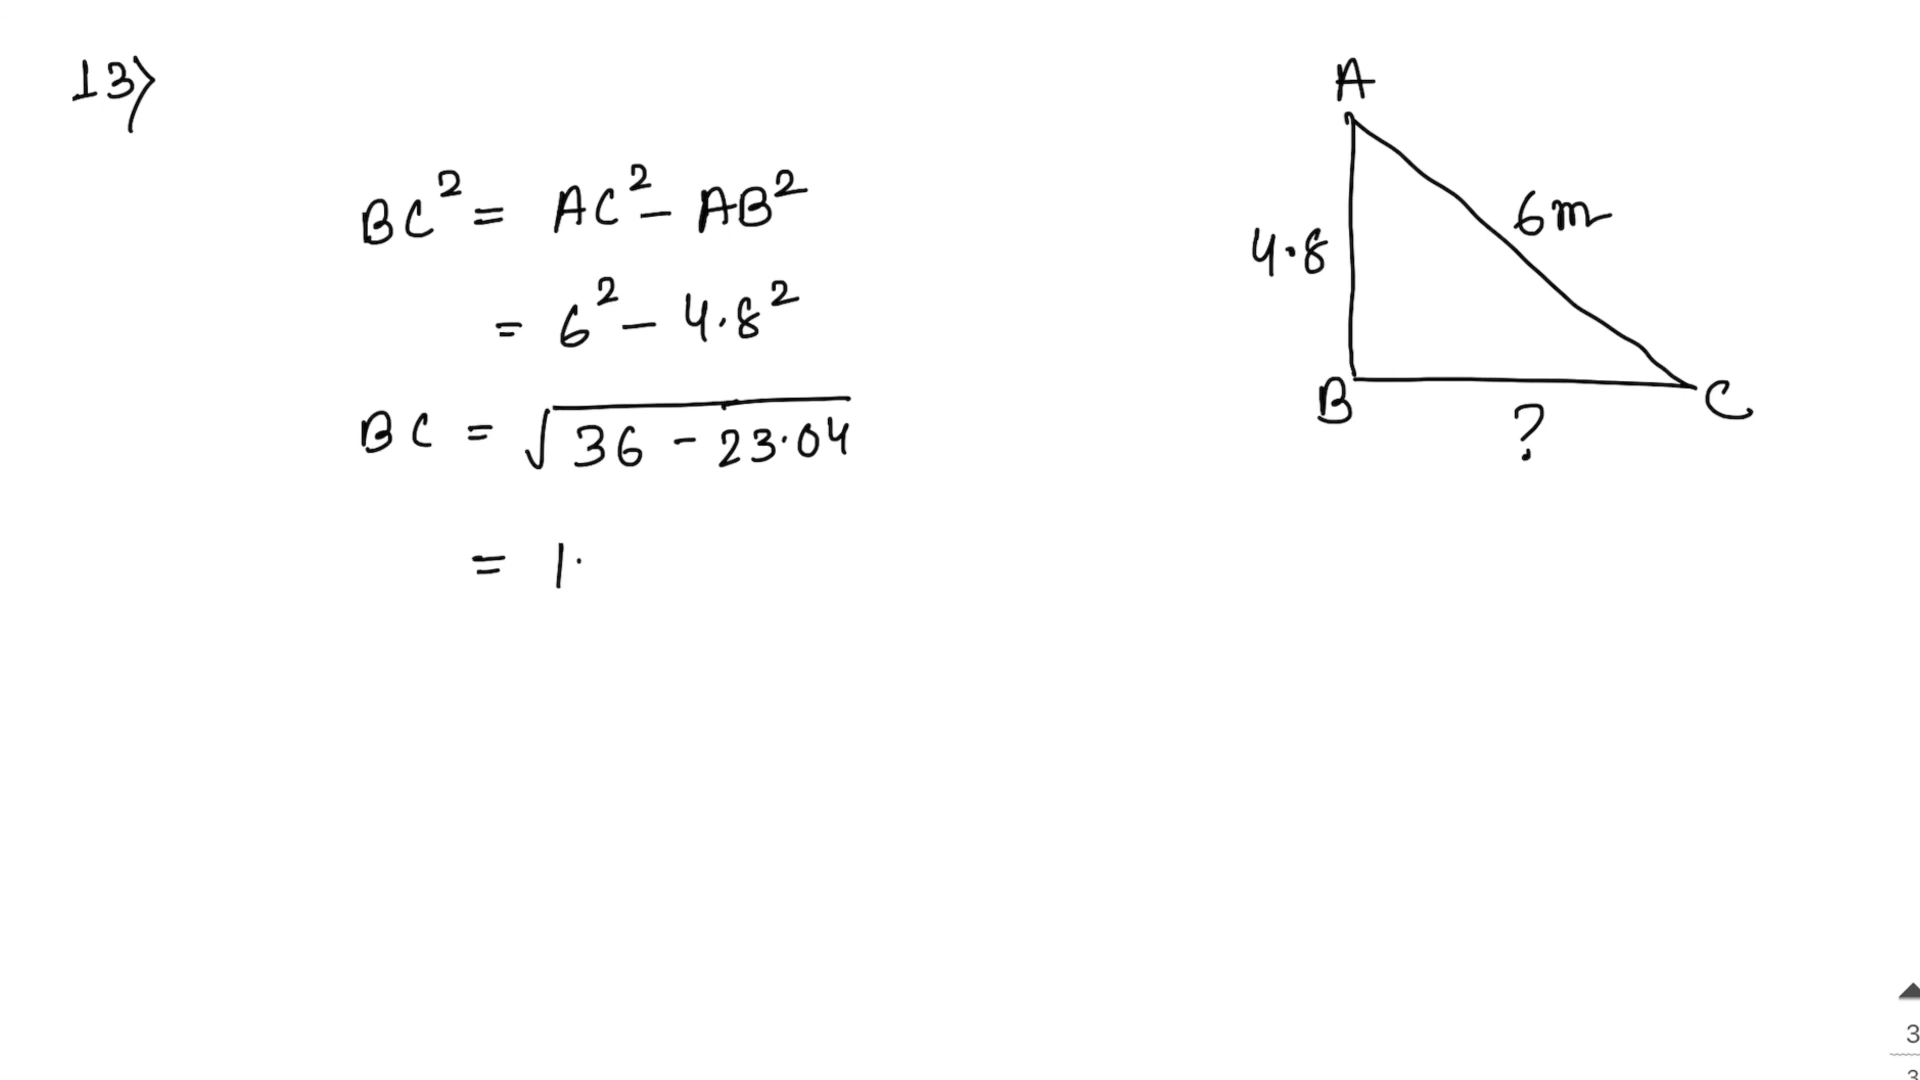 13)
BC² = AC² - AB²
= 6² - 4.8²
BC = √36 - 23.04
= 1.
A
6m
4.8
B
C
?
3